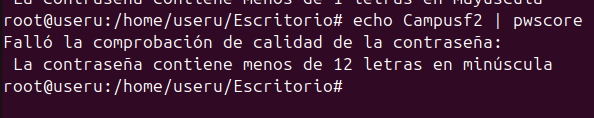 La contraseña contiene menos de 1 letras en mayúscula
root@useru:/home/useru/Escritorio# echo Campusf2 | pwscore
Falló la comprobación de calidad de la contraseña:
 La contraseña contiene menos de 12 letras en minúscula
root@useru:/home/useru/Escritorio#